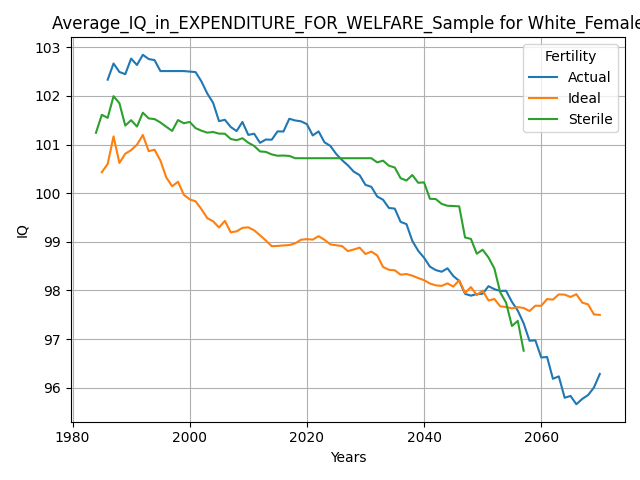 Average_IQ_in_EXPENDITURE_FOR_WELFARE_Sample for White_Female
Fertility
Actual
Ideal
Sterile
103
102
101
100
99
98
97
96
IQ
1980
2000
2020
2040
2060
Years